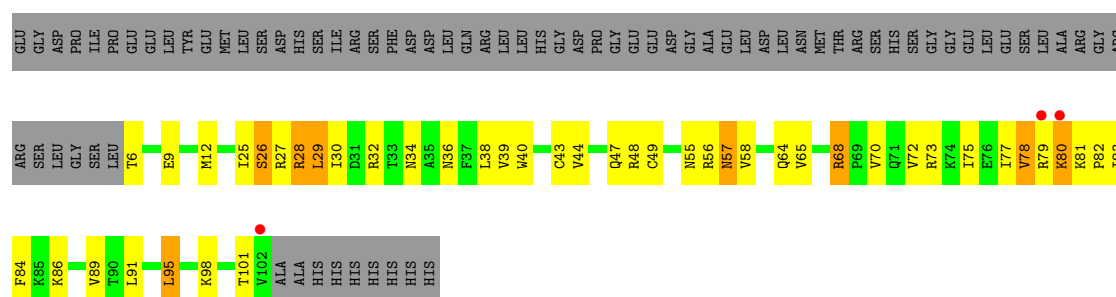 GLU GLY ASP PRO ILE PRO GLU GLU LEU TYR GLU MET LEU SER ASP HIS SER ILE ARG SER PHE ASP ASP LEU GLN ARG LEU LEU HIS GLY ASP PRO GLY GLU GLU ASP GLY ALA GLU LEU ASP LEU ASN MET THR ARG SER HIS SER GLY GLY GLU LEU GLU SER LEU ALA ARG GLY
ARG SER LEU GLY SER LEU T6 E9 M12 I25 S26 R27 R28 L29 I30 D31 R32 T33 N34 A35 N36 F37 L38 V39 W40 C43 V44 Q47 R48 C49 N55 R56 N57 V58 Q64 V65 R68 P69 V70 Q71 V72 R73 K74 I75 E76 I77 V78 R79 K80 K81 P82
F84 K85 K86 V89 T90 L91 L95 K98 T101 V102 ALA ALA HIS HIS HIS HIS HIS HIS